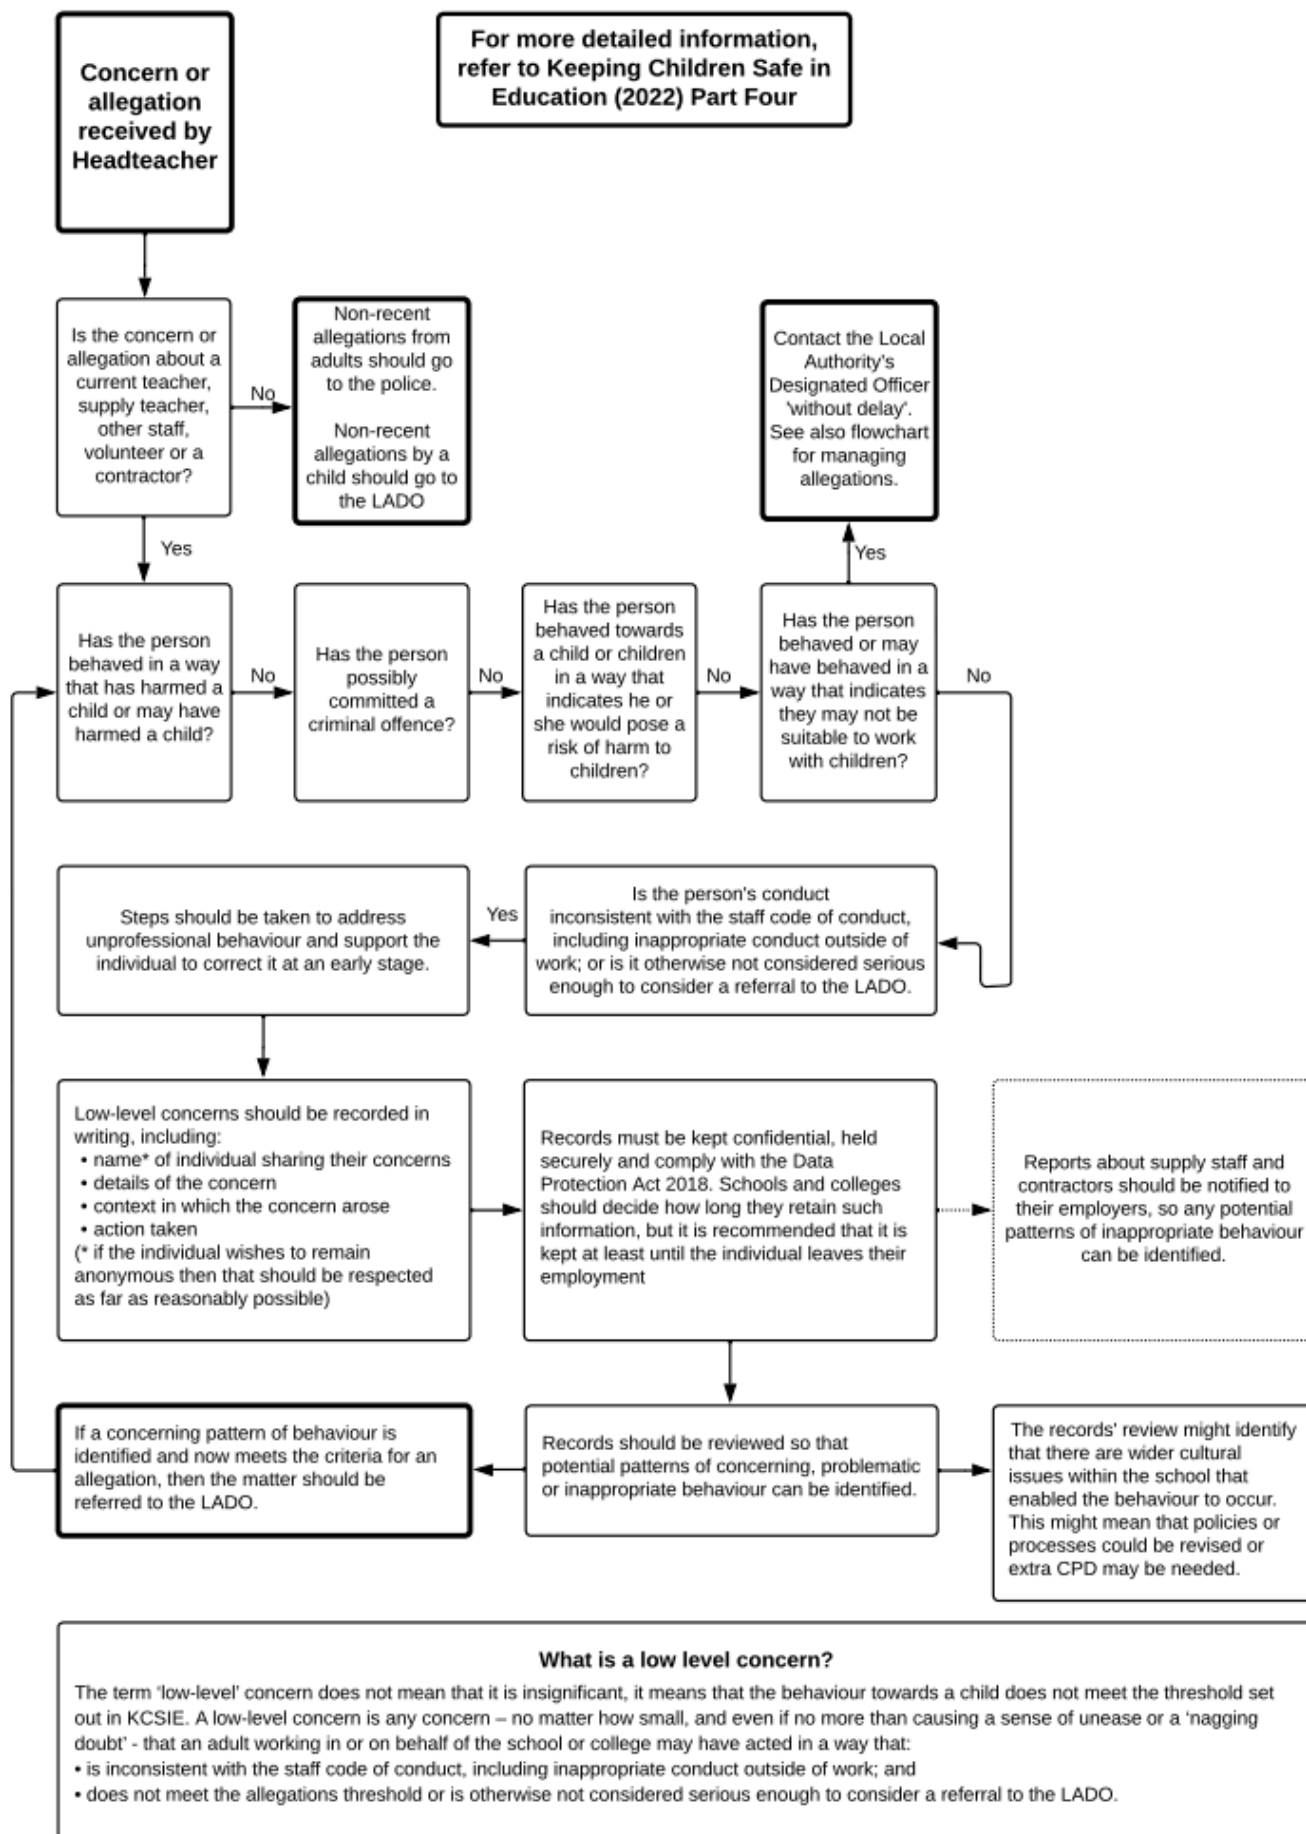 Concern or
allegation
received by
Headteacher
For more detailed information,
refer to Keeping Children Safe in
Education (2022) Part Four
Is the concern or
allegation about a
current teacher,
supply teacher,
other staff,
volunteer or a
contractor?
No
Non-recent
allegations from
adults should go
to the police.
Non-recent
allegations by a
child should go to
the LADO
Contact the Local
Authority's
Designated Officer
'without delay'.
See also flowchart
for managing
allegations.
Yes
Yes
Has the person
behaved in a way
that has harmed a
child or may have
harmed a child?
No
Has the person
possibly
committed a
criminal offence?
No
Has the person
behaved towards
a child or children
in a way that
indicates he or
she would pose a
risk of harm to
children?
No
Has the person
behaved or may
have behaved in a
way that indicates
they may not be
suitable to work
with children?
No
Is the person's conduct
inconsistent with the staff code of conduct,
including inappropriate conduct outside of
work; or is it otherwise not considered serious
enough to consider a referral to the LADO.
Yes
Steps should be taken to address
unprofessional behaviour and support the
individual to correct it at an early stage.
Low-level concerns should be recorded in
writing, including:
• name* of individual sharing their concerns
• details of the concern
• context in which the concern arose
• action taken
(* if the individual wishes to remain
anonymous then that should be respected
as far as reasonably possible)
Records must be kept confidential, held
securely and comply with the Data
Protection Act 2018. Schools and colleges
should decide how long they retain such
information, but it is recommended that it is
kept at least until the individual leaves their
employment
Reports about supply staff and
contractors should be notified to
their employers, so any potential
patterns of inappropriate behaviour
can be identified.
If a concerning pattern of behaviour is
identified and now meets the criteria for an
allegation, then the matter should be
referred to the LADO.
Records should be reviewed so that
potential patterns of concerning, problematic
or inappropriate behaviour can be identified.
The records' review might identify
that there are wider cultural
issues within the school that
enabled the behaviour to occur.
This might mean that policies or
processes could be revised or
extra CPD may be needed.
What is a low level concern?
The term ‘low-level’ concern does not mean that it is insignificant, it means that the behaviour towards a child does not meet the threshold set
out in KCSIE. A low-level concern is any concern – no matter how small, and even if no more than causing a sense of unease or a ‘nagging
doubt’ - that an adult working in or on behalf of the school or college may have acted in a way that:
• is inconsistent with the staff code of conduct, including inappropriate conduct outside of work; and
• does not meet the allegations threshold or is otherwise not considered serious enough to consider a referral to the LADO.